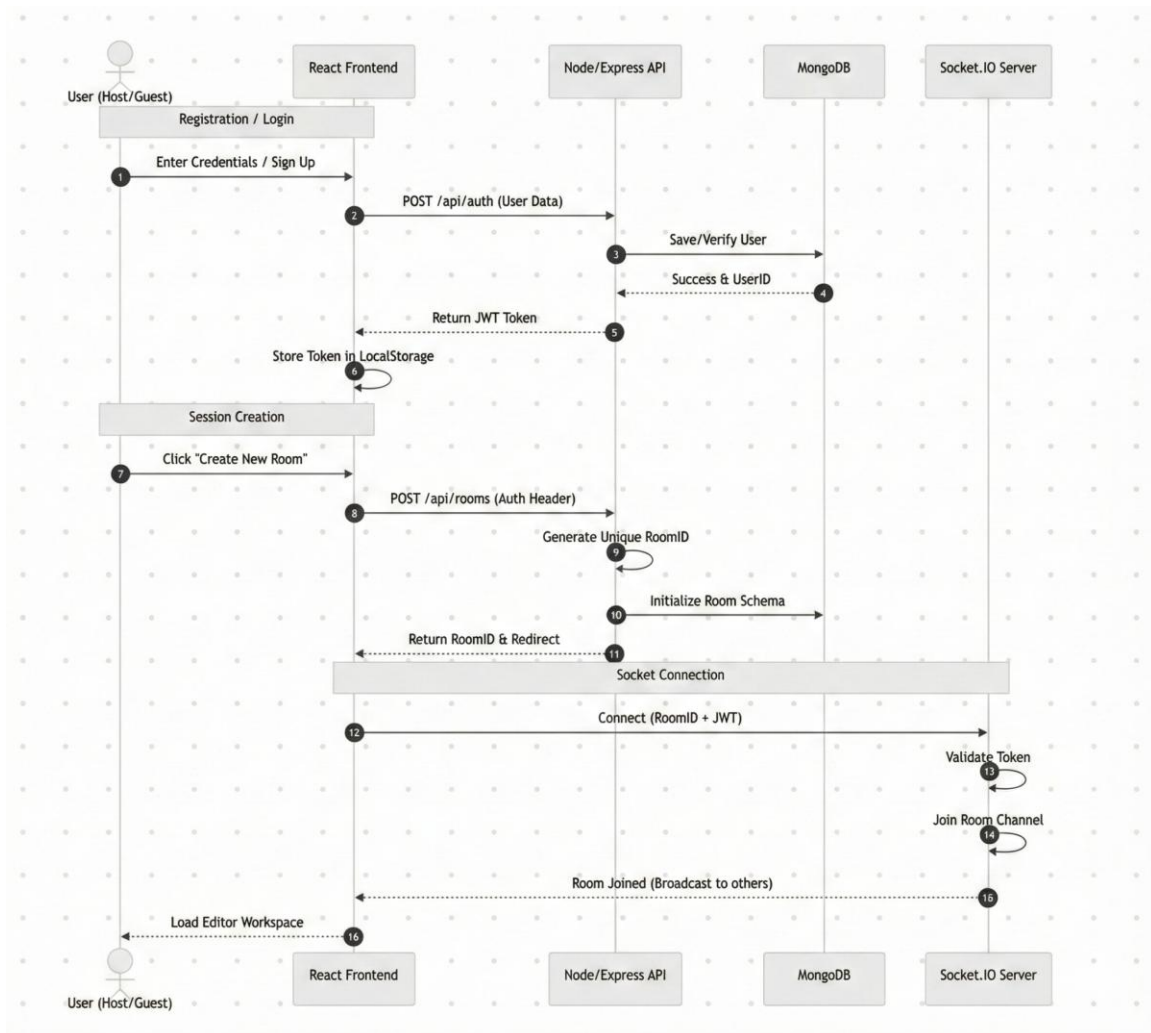 React Frontend
Node/Express API
MongoDB
Socket.IO Server
User (Host/Guest)
Registration / Login
Enter Credentials / Sign Up
1
POST /api/auth (User Data)
2
Save/Verify User
3
Success & UserID
4
Return JWT Token
5
Store Token in LocalStorage
6
Session Creation
Click "Create New Room"
7
POST /api/rooms (Auth Header)
8
Generate Unique RoomID
9
Initialize Room Schema
10
Return RoomID & Redirect
11
Socket Connection
Connect (RoomID + JWT)
12
Validate Token
13
Join Room Channel
14
Room Joined (Broadcast to others)
16
Load Editor Workspace
16
React Frontend
Node/Express API
MongoDB
Socket.IO Server
User (Host/Guest)